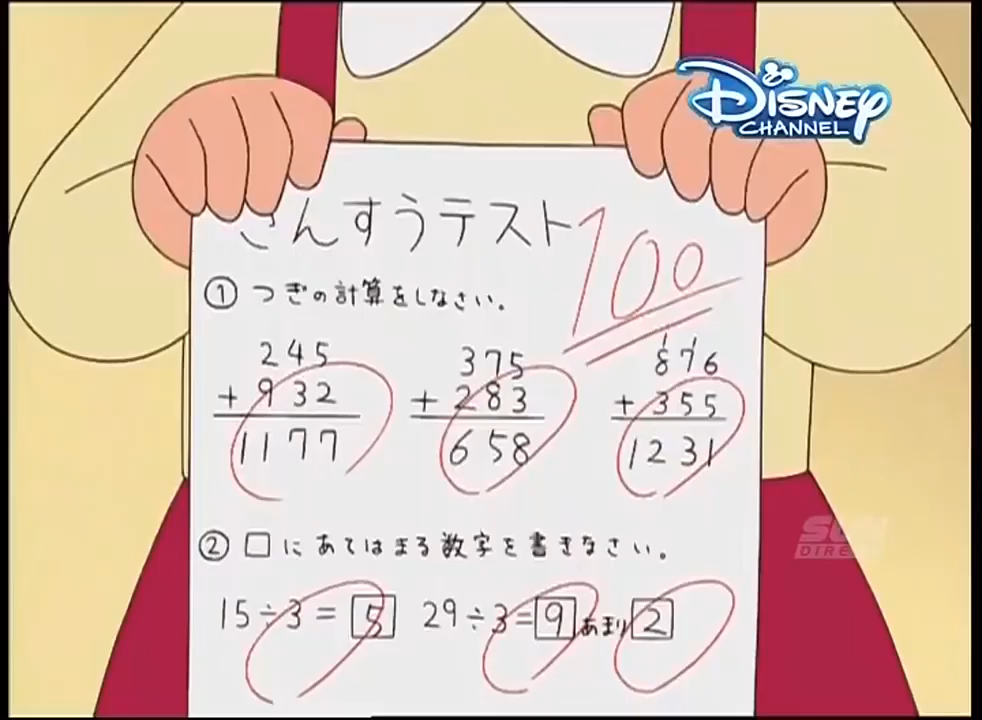 DISNEY
CHANNEL
さんすうテスト
100
① つぎの計算をしなさい。
245 375 876
+ 932 + 283 + 355
1177 658 1231
② □にあてはまる数字を書きなさい。
15÷3=5 29÷3=9あまり2
SUN
DIRECT